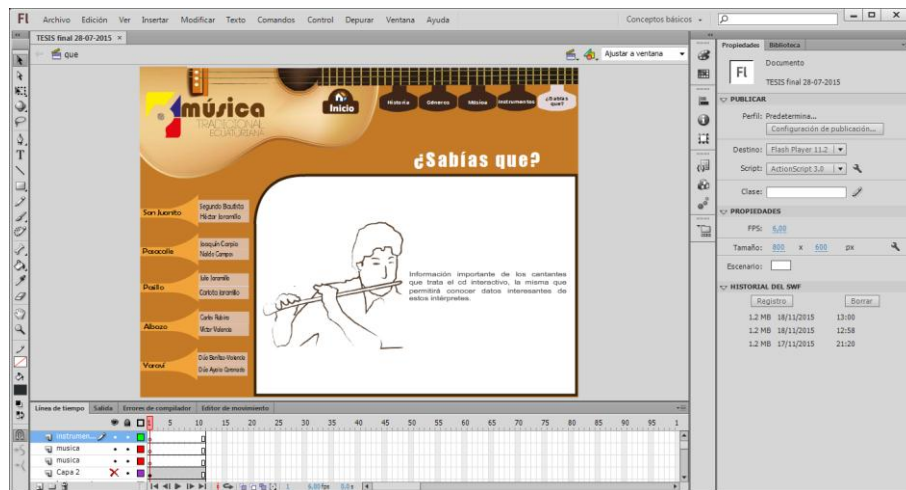 Fl Archivo Edición Ver Insertar Modificar Texto Comandos Control Depurar Ventana Ayuda Conceptos básicos
TESIS final 28-07-2015 ×
que
Ajustar a ventana
música
TRADICIONAL
ECUATORIANA
Inicio
Historia
Géneros
Música
Instrumentos
¿Sabías
que?
¿Sabías que?
San Juanito
Segundo Bautista
Héctor Jaramillo
Pasacalle
Joaquín Carpio
Naldo Campos
Pasillo
Julio Jaramillo
Carlota Jaramillo
Albazo
Carlos Rubira
Víctor Valencia
Yaraví
Dúo Benítez-Valencia
Dúo Ayala Coronado
Información importante de los cantantes
que trata el cd interactivo, la misma que
permitirá conocer datos interesantes de
estos intérpretes.
Propiedades Biblioteca
Fl
Documento
TESIS final 28-07-2015
PUBLICAR
Perfil: Predetermina...
Configuración de publicación...
Destino: Flash Player 11.2
Script: ActionScript 3.0
Clase:
PROPIEDADES
FPS: 6,00
Tamaño: 800 x 600 px
Escenario:
HISTORIAL DEL SWF
Registro Borrar
1.2 MB 18/11/2015 13:00
1.2 MB 18/11/2015 12:58
1.2 MB 17/11/2015 21:20
Línea de tiempo Salida Errores de compilador Editor de movimiento
1 5 10 15 20 25 30 35 40 45 50 55 60 65 70 75 80 85 90 95 1
instrumen...
musica
musica
Capa 2
1 6,00 fps 0.0 s